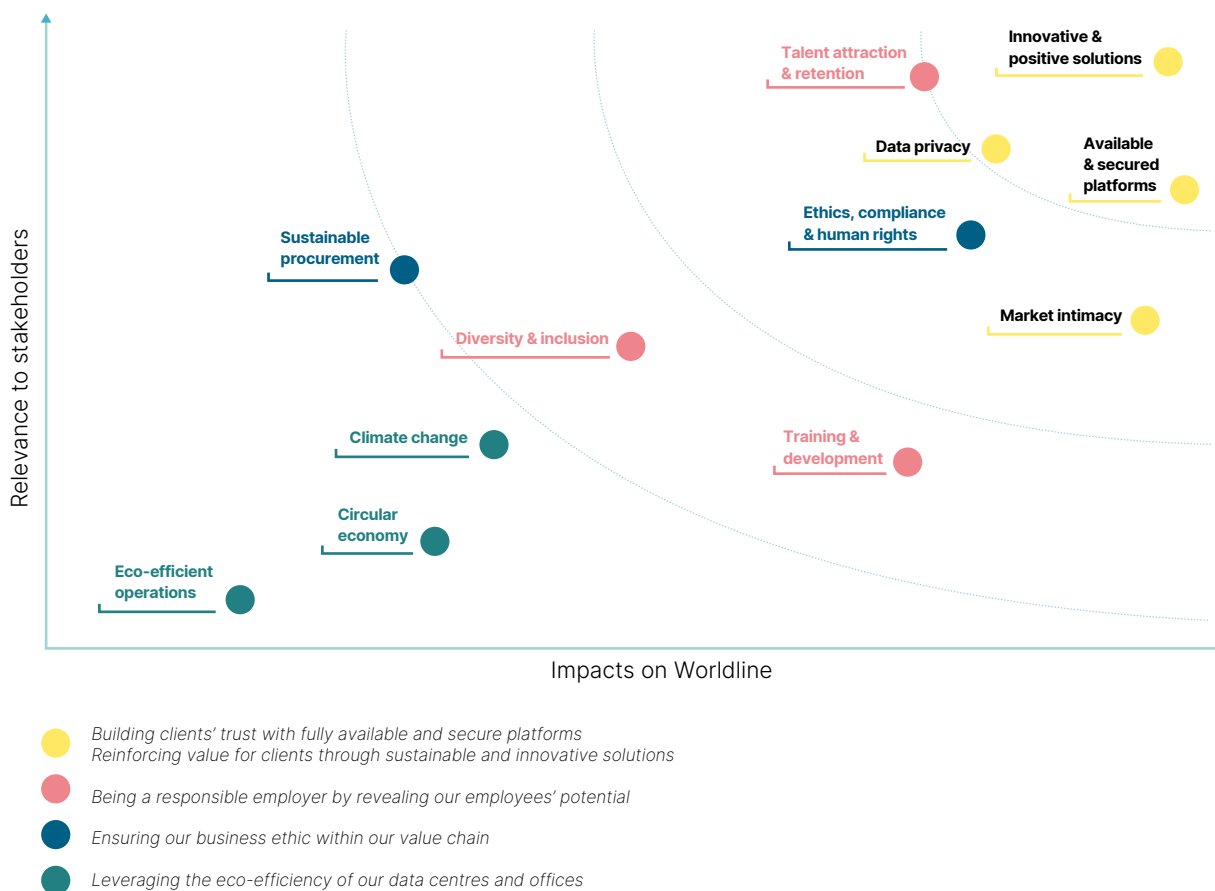 Innovative &
positive solutions
Talent attraction
& retention
Data privacy
Available
& secured
platforms
Ethics, compliance
& human rights
Sustainable
procurement
Market intimacy
Diversity & inclusion
Climate change
Training &
development
Circular
economy
Eco-efficient
operations
Relevance to stakeholders
Impacts on Worldline
Building clients’ trust with fully available and secure platforms
Reinforcing value for clients through sustainable and innovative solutions
Being a responsible employer by revealing our employees’ potential
Ensuring our business ethic within our value chain
Leveraging the eco-efficiency of our data centres and offices